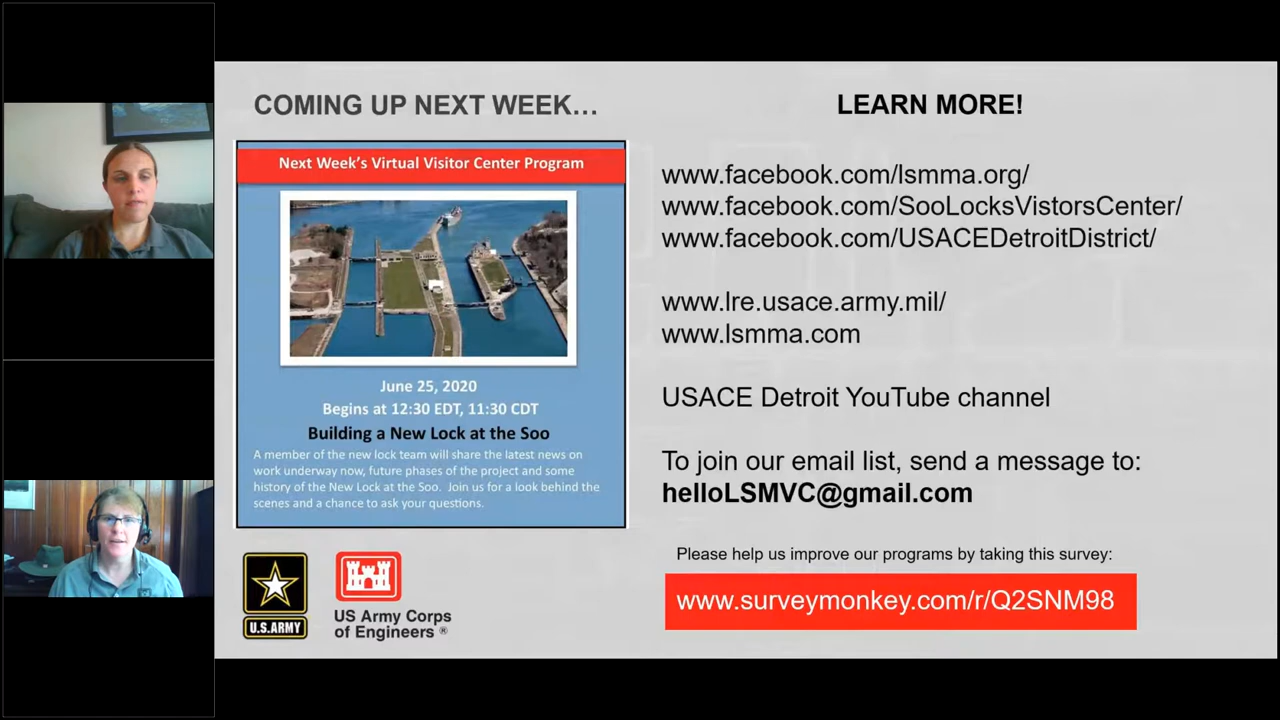 COMING UP NEXT WEEK…
Next Week's Virtual Visitor Center Program
June 25, 2020
Begins at 12:30 EDT, 11:30 CDT
Building a New Lock at the Soo
A member of the new lock team will share the latest news on
work underway now, future phases of the project and some
history of the New Lock at the Soo. Join us for a look behind the
scenes and a chance to ask your questions.
U.S.ARMY
US Army Corps
of Engineers ®
LEARN MORE!
www.facebook.com/lsmma.org/
www.facebook.com/SooLocksVistorsCenter/
www.facebook.com/USACEDetroitDistrict/
www.lre.usace.army.mil/
www.lsmma.com
USACE Detroit YouTube channel
To join our email list, send a message to:
helloLSMVC@gmail.com
Please help us improve our programs by taking this survey:
www.surveymonkey.com/r/Q2SNM98